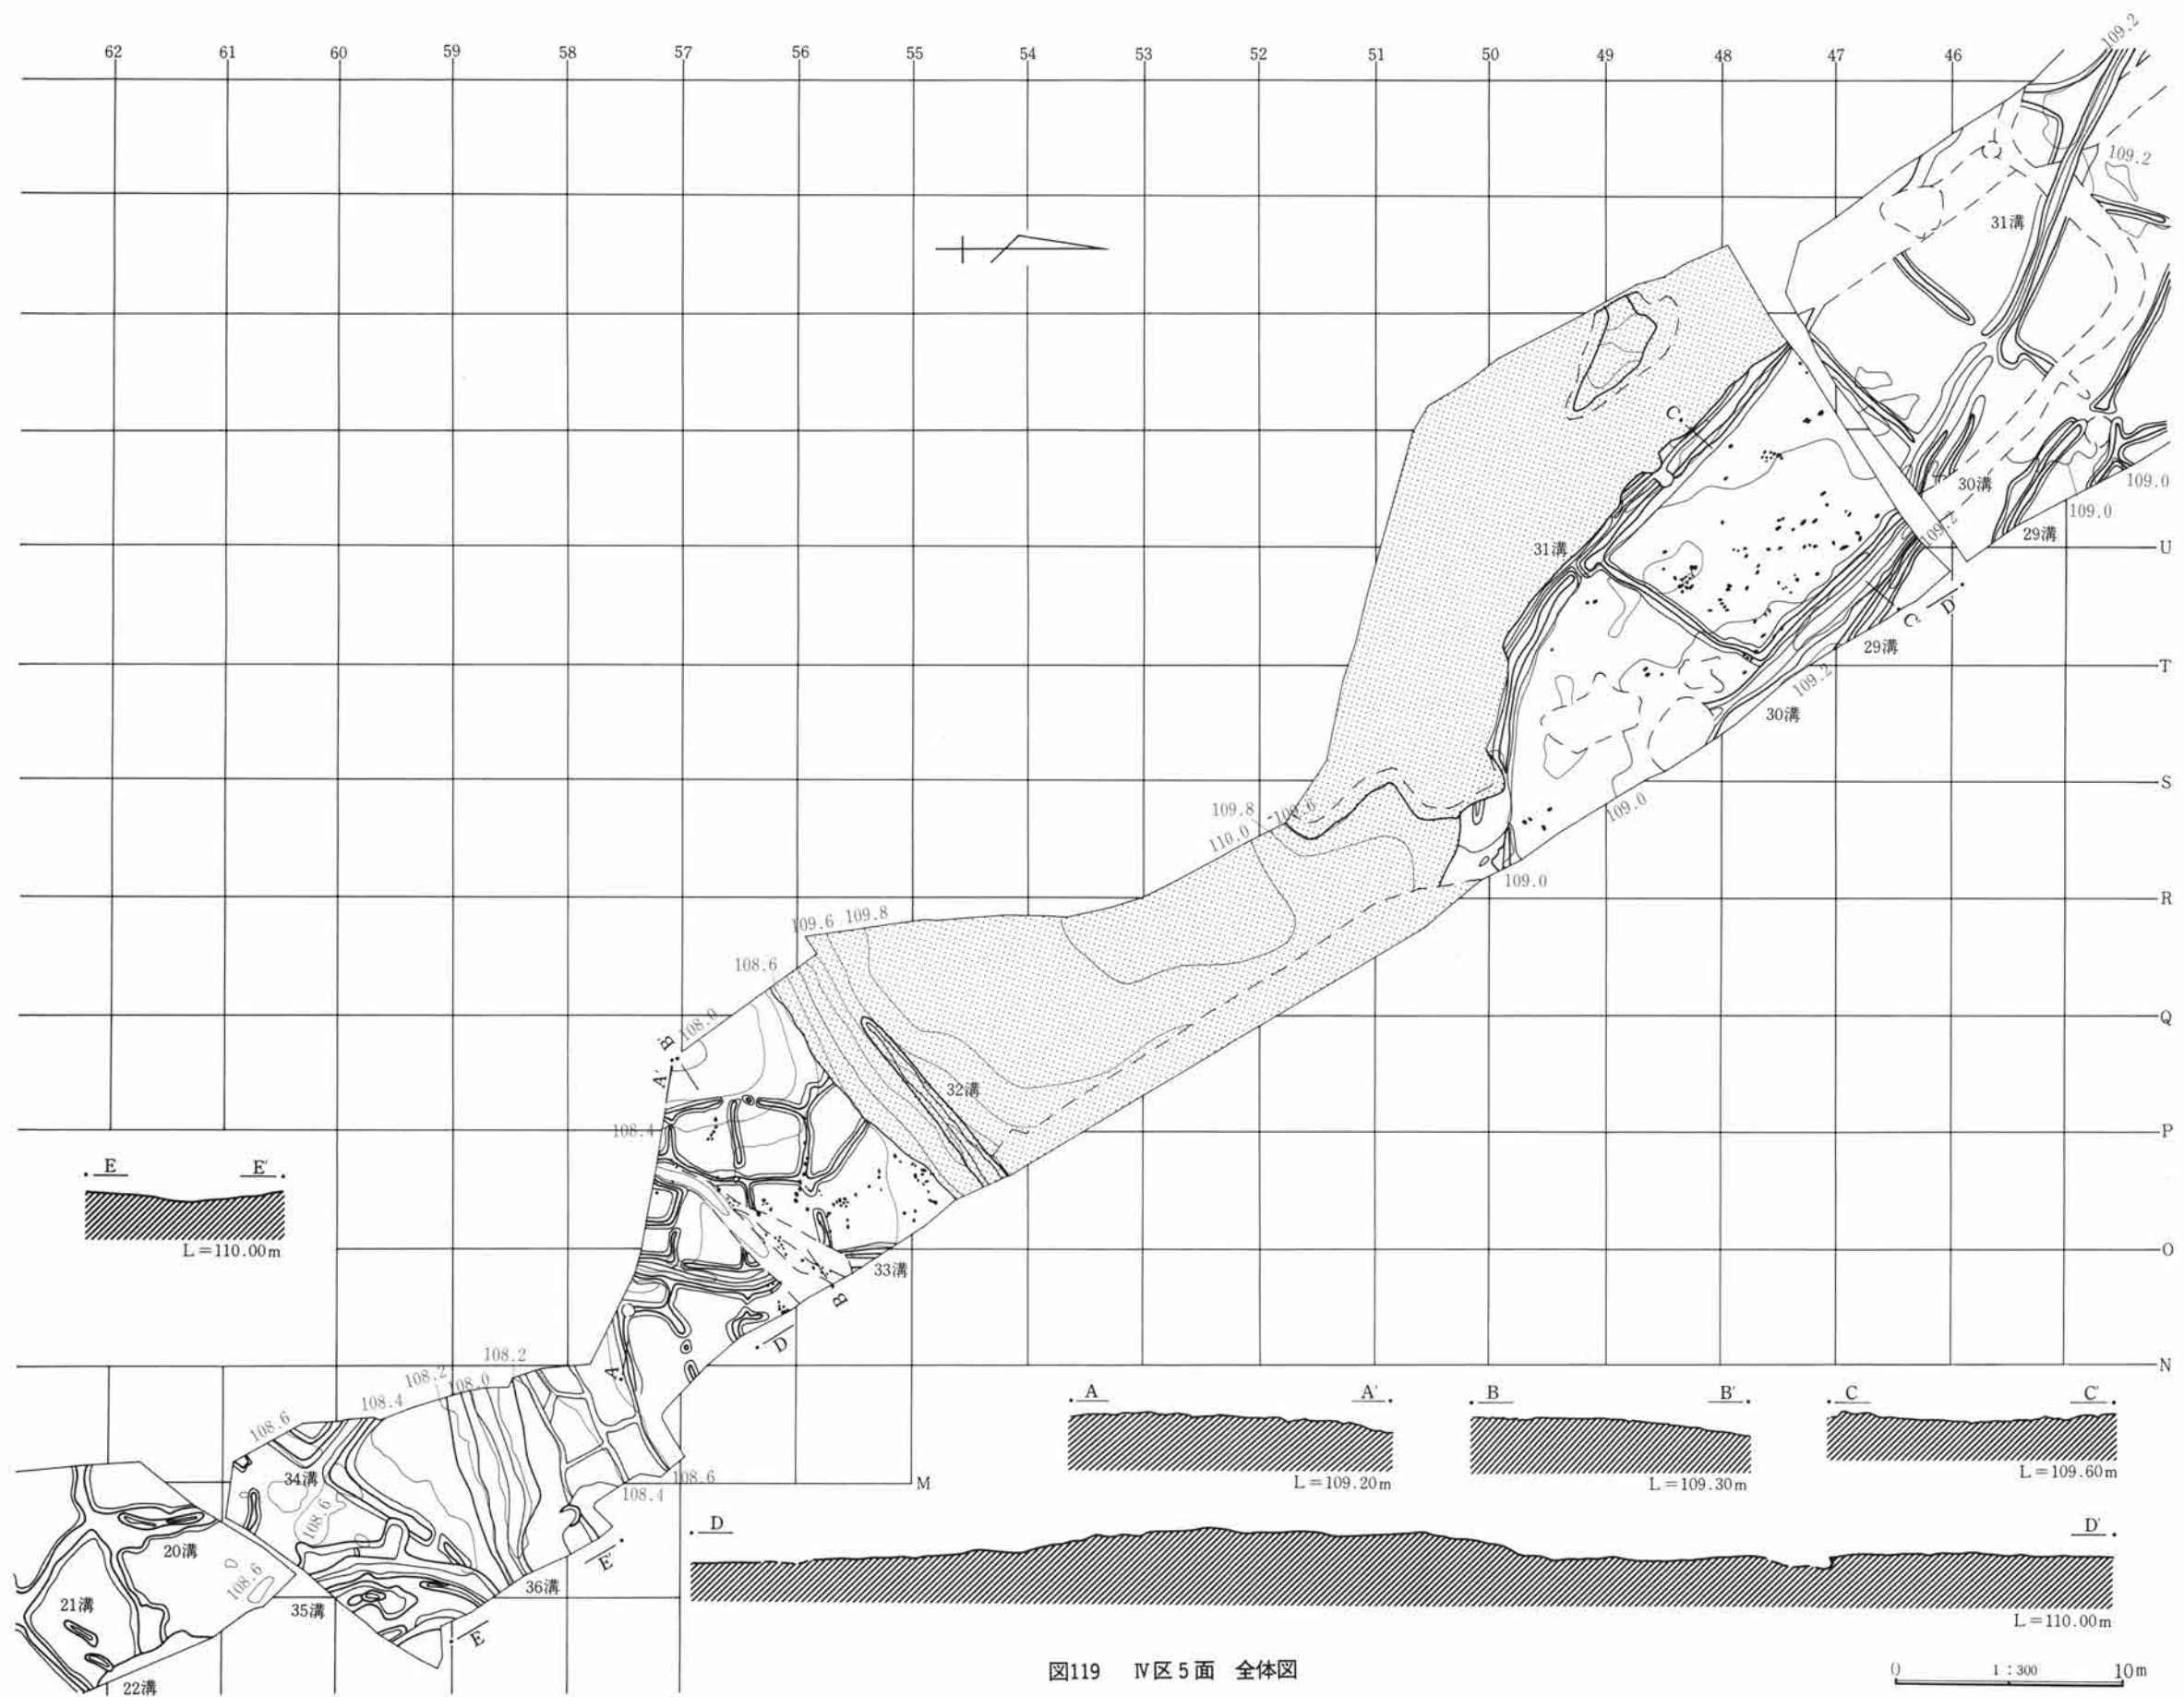 62 61 60 59 58 57 56 55 54 53 52 51 50 49 48 47 46
109.2
109.2
31溝
C
109.0
30溝
109.0
109.2
29溝
31溝
U
C'
D'
29溝
T
109.2
30溝
S
109.8
109.6
109.0
110.0
109.0
R
109.6 109.8
108.6
Q
108.0
B'
A'
32溝
108.4
P
E E'
L=110.00m
O
33溝
B
D
108.2
N
108.2
108.0
A
108.4
A A' B B' C C'
108.6
L=109.60m
34溝
108.6
M
L=109.20m
L=109.30m
108.4
108.6
D D'
20溝
E'
108.6
36溝
21溝
35溝
L=110.00m
E
図119 Ⅳ区5面 全体図
0 1:300 10m
22溝